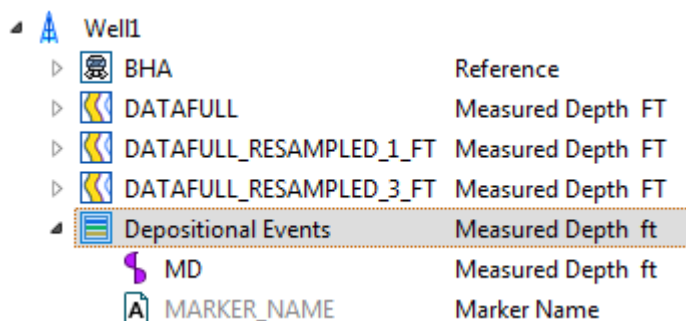 Well1
BHA Reference
DATAFULL Measured Depth FT
DATAFULL_RESAMPLED_1_FT Measured Depth FT
DATAFULL_RESAMPLED_3_FT Measured Depth FT
Depositional Events Measured Depth ft
MD Measured Depth ft
A MARKER_NAME Marker Name